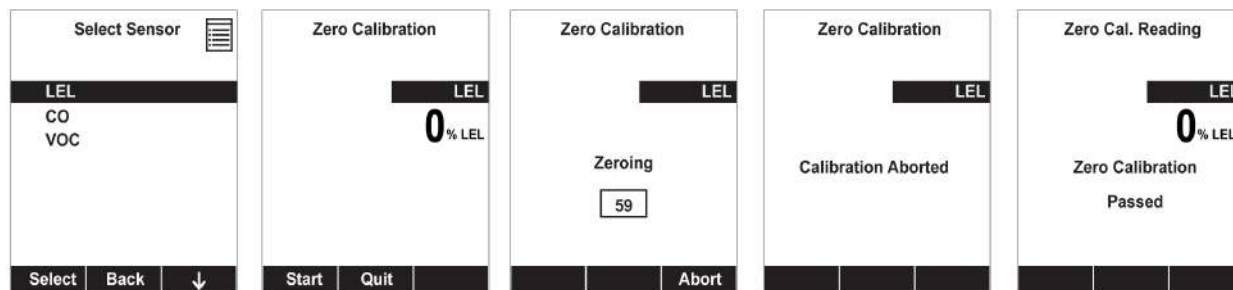 Select Sensor
LEL
CO
VOC
Select Back ↓
Zero Calibration
LEL
0 % LEL
Start Quit
Zero Calibration
LEL
Zeroing
59
Abort
Zero Calibration
LEL
Calibration Aborted
Zero Cal. Reading
LEL
0 % LEL
Zero Calibration
Passed